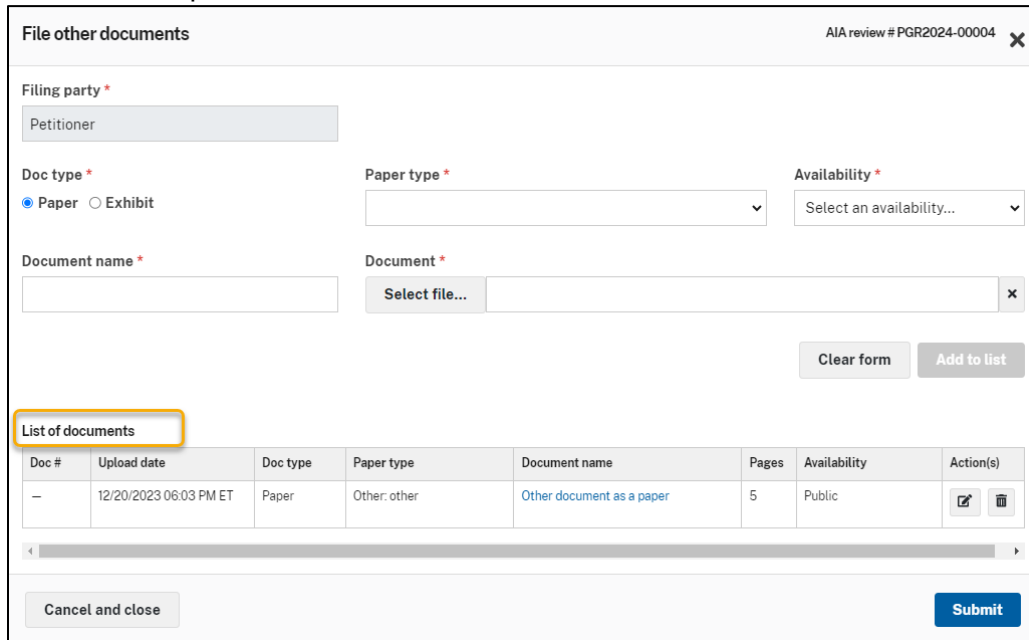 File other documents
AIA review # PGR2024-00004
Filing party *
Petitioner
Doc type * Paper type * Availability *
Paper Exhibit Select an availability...
Document name * Document *
Select file...
Clear form Add to list
List of documents
Doc # Upload date Doc type Paper type Document name Pages Availability Action(s)
— 12/20/2023 06:03 PM ET Paper Other: other Other document as a paper 5 Public
Cancel and close Submit